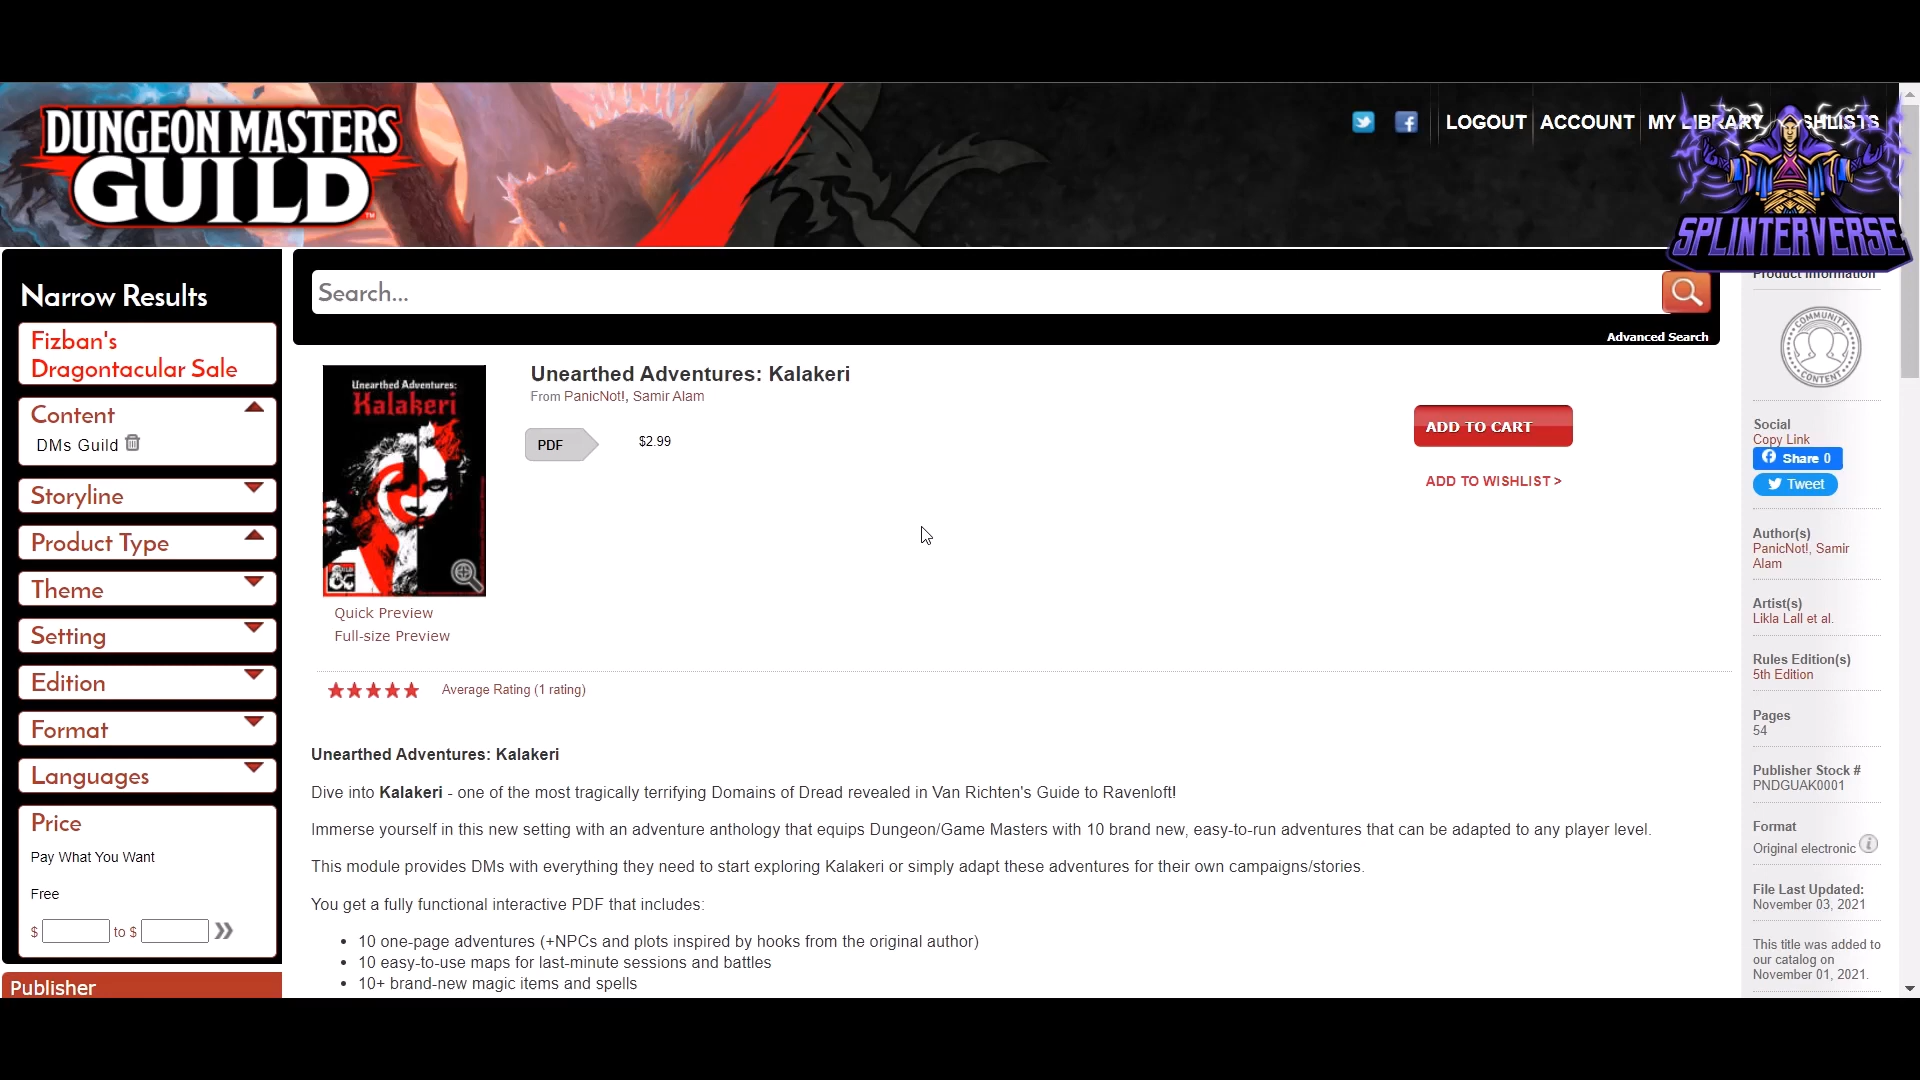 DUNGEON MASTERS
GUILD
TM
LOGOUT ACCOUNT MY LIBRARY
SPLINTERVERSE
Narrow Results
Fizban's
Dragontacular Sale
Content
DMs Guild
Storyline
Product Type
Theme
Setting
Edition
Format
Languages
Price
Pay What You Want
Free
$ to $
Publisher
Search...
Advanced Search
Unearthed Adventures:
Kalakeri
Quick Preview
Full-size Preview
Unearthed Adventures: Kalakeri
From PanicNot!, Samir Alam
PDF $2.99
ADD TO CART
ADD TO WISHLIST >
Average Rating (1 rating)
Unearthed Adventures: Kalakeri
Dive into Kalakeri - one of the most tragically terrifying Domains of Dread revealed in Van Richten's Guide to Ravenloft!
Immerse yourself in this new setting with an adventure anthology that equips Dungeon/Game Masters with 10 brand new, easy-to-run adventures that can be adapted to any player level.
This module provides DMs with everything they need to start exploring Kalakeri or simply adapt these adventures for their own campaigns/stories.
You get a fully functional interactive PDF that includes:
• 10 one-page adventures (+NPCs and plots inspired by hooks from the original author)
• 10 easy-to-use maps for last-minute sessions and battles
• 10+ brand-new magic items and spells
Product Information
COMMUNITY
CONTENT
Social
Copy Link
Share 0
Tweet
Author(s)
PanicNot!, Samir
Alam
Artist(s)
Likla Lall et al.
Rules Edition(s)
5th Edition
Pages
54
Publisher Stock #
PNDGUAK0001
Format
Original electronic
File Last Updated:
November 03, 2021
This title was added to
our catalog on
November 01, 2021.